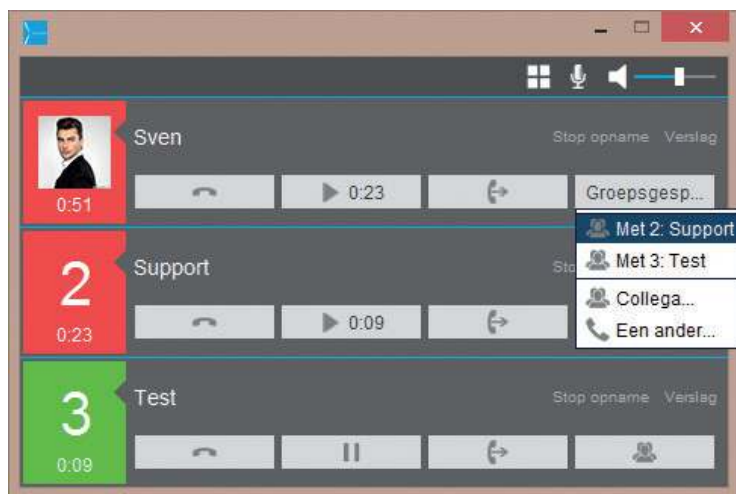 Sven
Stop opname Verslag
0:51
0:23
Groepsgesp...
Met 2: Support
Met 3: Test
Collega...
Een ander...
2
Support
0:23
0:09
3
Test
Stop opname Verslag
0:09